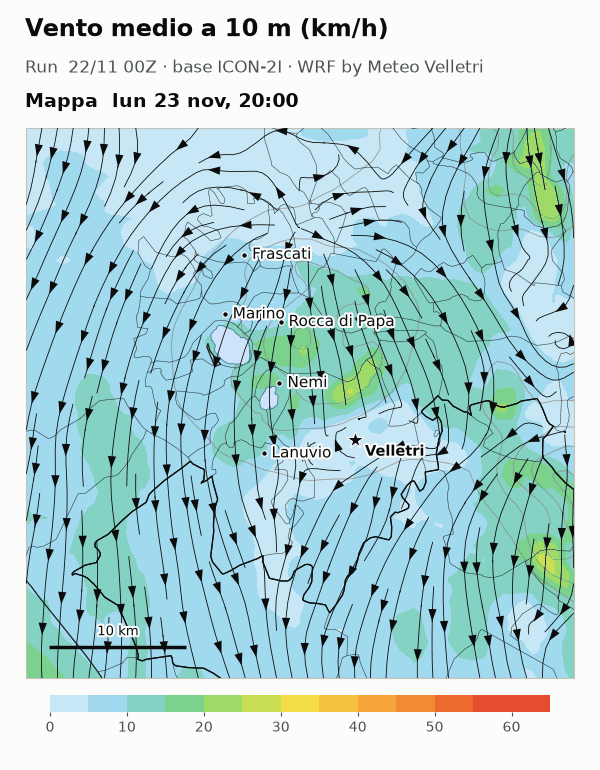 Vento medio a 10 m (km/h)
Run 22/11 00Z · base ICON-2I · WRF by Meteo Velletri
Mappa lun 23 nov, 20:00
Frascati
Marino
Rocca di Papa
Nemi
Velletri
Lanuvio
10 km
0 10 20 30 40 50 60